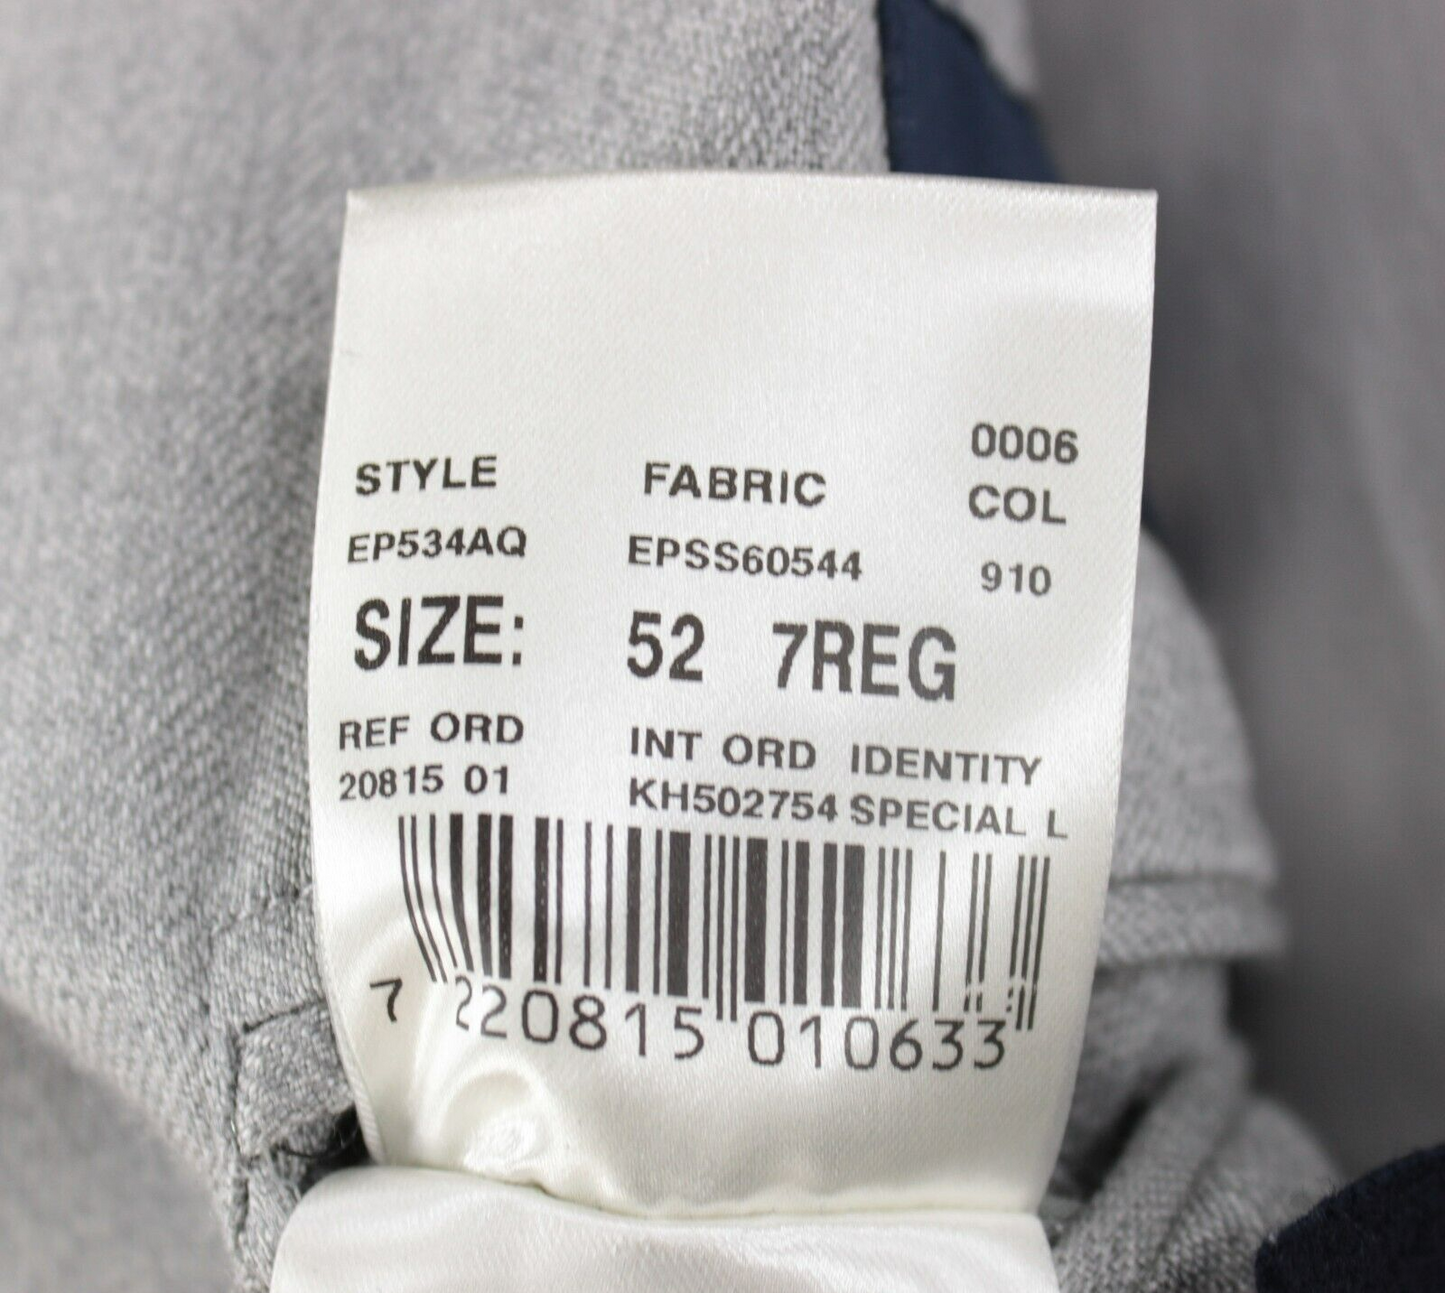 0006
STYLE FABRIC COL
EP534AQ EPSS60544 910
SIZE: 52 7REG
REF ORD INT ORD IDENTITY
20815 01 KH502754 SPECIAL L
7 220815 010633